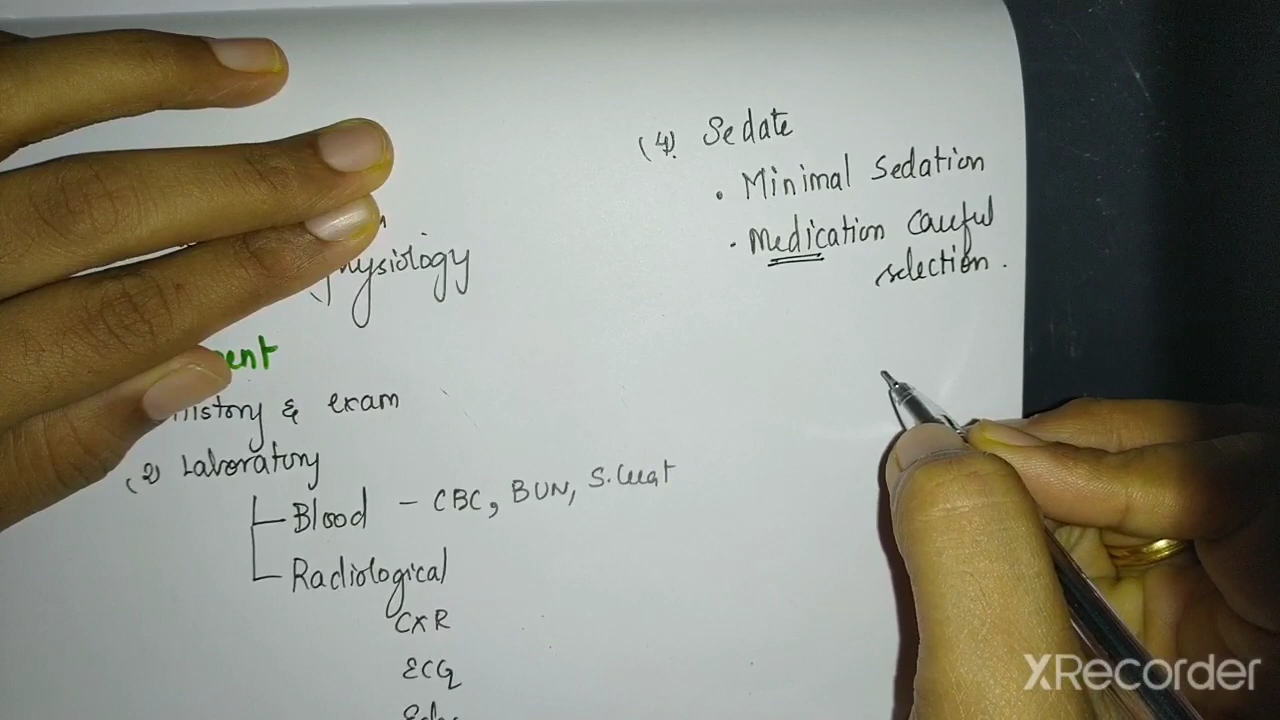 (4). Sedate
• Minimal Sedation
• Medication careful
selection.
physiology
History & exam
(2) Laboratory
Blood - CBC, BUN, S. Creat
Radiological
CXR
ECG
XRecorder